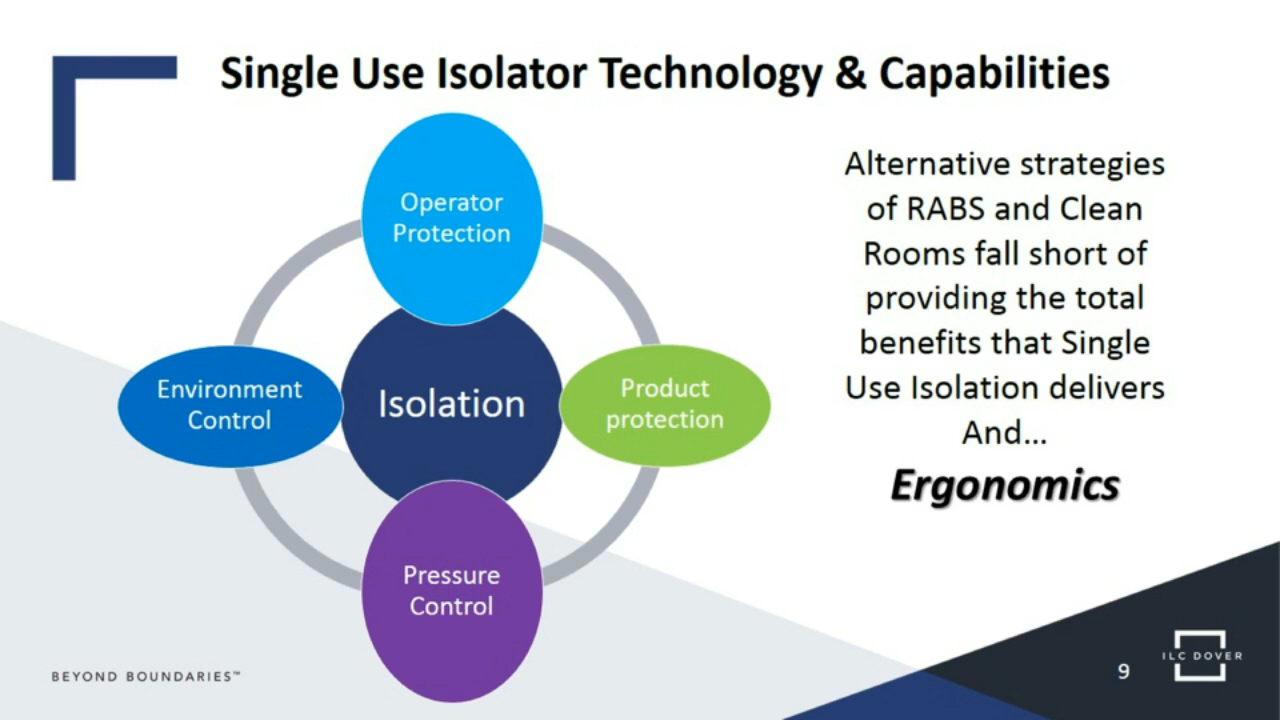 Single Use Isolator Technology & Capabilities
Operator
Protection
Environment
Control
Isolation
Product
protection
Pressure
Control
Alternative strategies
of RABS and Clean
Rooms fall short of
providing the total
benefits that Single
Use Isolation delivers
And...
Ergonomics
BEYOND BOUNDARIES™
9
ILC DOVER